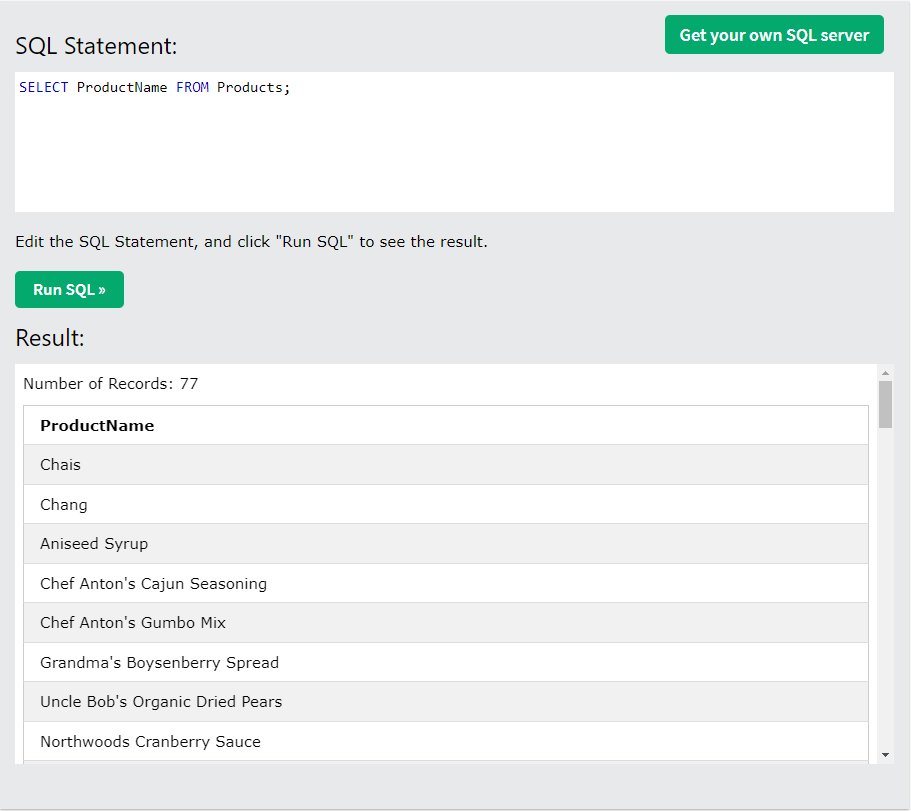 SQL Statement:
Get your own SQL server
SELECT ProductName FROM Products;
Edit the SQL Statement, and click "Run SQL" to see the result.
Run SQL »
Result:
Number of Records: 77
ProductName
Chais
Chang
Aniseed Syrup
Chef Anton's Cajun Seasoning
Chef Anton's Gumbo Mix
Grandma's Boysenberry Spread
Uncle Bob's Organic Dried Pears
Northwoods Cranberry Sauce